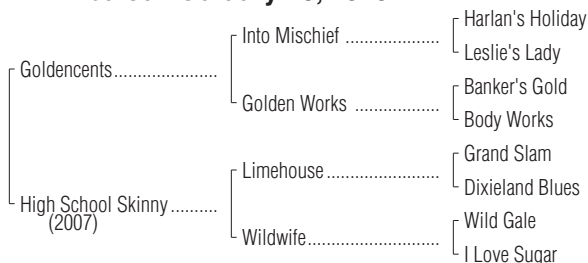 Harlan's Holiday
Into Mischief ....................
Leslie's Lady
Goldencents......................
Banker's Gold
Golden Works ..................
Body Works
Grand Slam
Limehouse........................
Dixieland Blues
High School Skinny..........
(2007)
Wild Gale
Wildwife............................
I Love Sugar